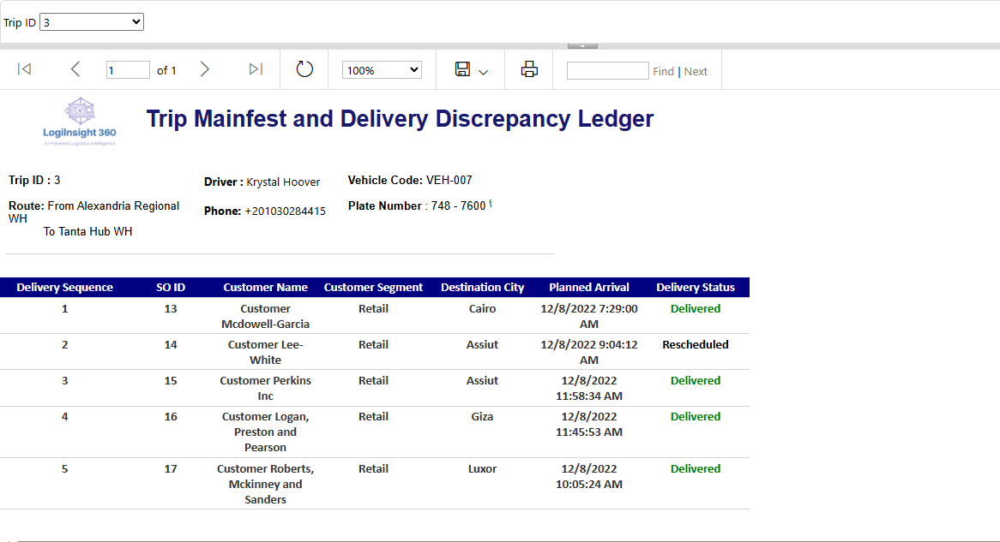 Trip ID 3
1 of 1 100% Find | Next
LogiInsight 360
AI-Powered Logistics Intelligence
Trip Mainfest and Delivery Discrepancy Ledger
Trip ID : 3
Driver : Krystal Hoover
Vehicle Code: VEH-007
Route: From Alexandria Regional
WH
To Tanta Hub WH
Phone: +201030284415
Plate Number : 748 - 7600
Delivery Sequence SO ID Customer Name Customer Segment Destination City Planned Arrival Delivery Status
1 13 Customer Retail Cairo 12/8/2022 7:29:00 Delivered
Mcdowell-Garcia AM
2 14 Customer Lee- Retail Assiut 12/8/2022 9:04:12 Rescheduled
White AM
3 15 Customer Perkins Retail Assiut 12/8/2022 Delivered
Inc 11:58:34 AM
4 16 Customer Logan, Retail Giza 12/8/2022 Delivered
Preston and 11:45:53 AM
Pearson
5 17 Customer Roberts, Retail Luxor 12/8/2022 Delivered
Mckinney and 10:05:24 AM
Sanders